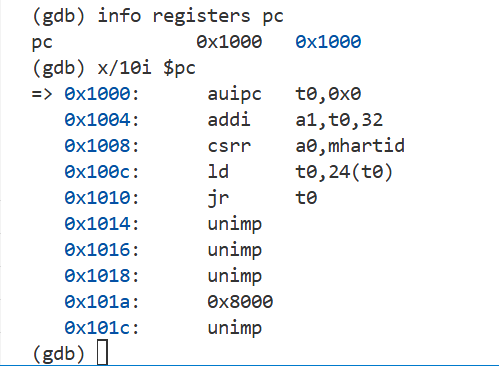 (gdb) info registers pc
pc 0x1000 0x1000
(gdb) x/10i $pc
=> 0x1000: auipc t0,0x0
0x1004: addi a1,t0,32
0x1008: csrr a0,mhartid
0x100c: ld t0,24(t0)
0x1010: jr t0
0x1014: unimp
0x1016: unimp
0x1018: unimp
0x101a: 0x8000
0x101c: unimp
(gdb)